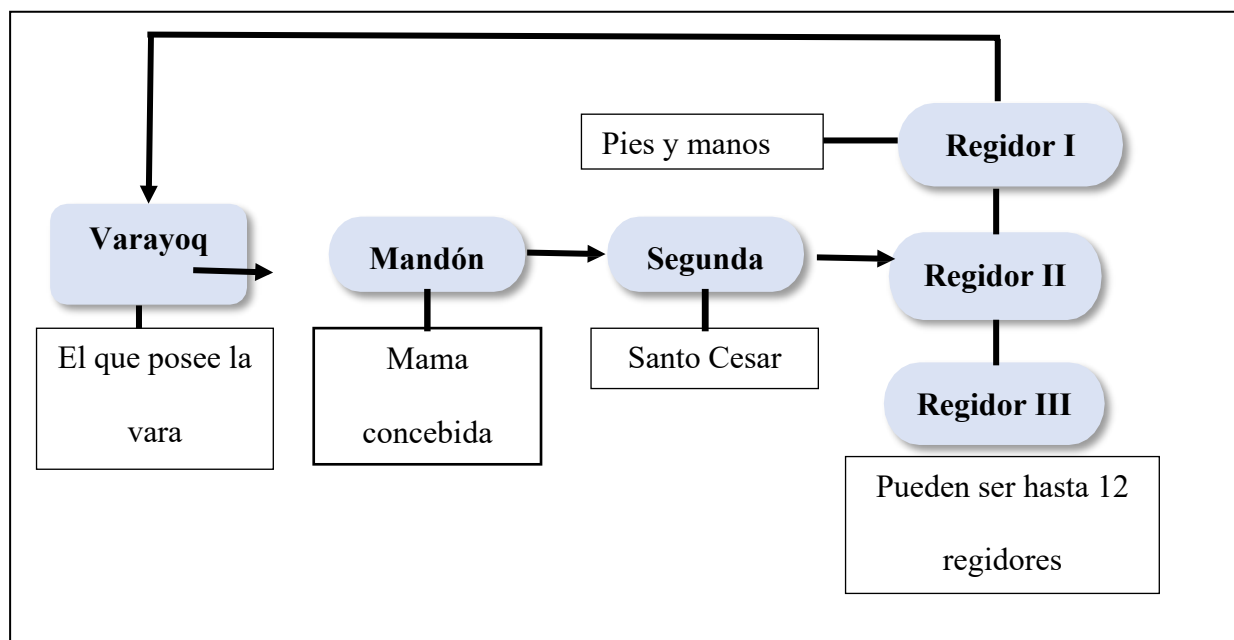 Pies y manos
Regidor I
Varayoq
Mandón
Segunda
Regidor II
El que posee la
vara
Mama
concebida
Santo Cesar
Regidor III
Pueden ser hasta 12
regidores